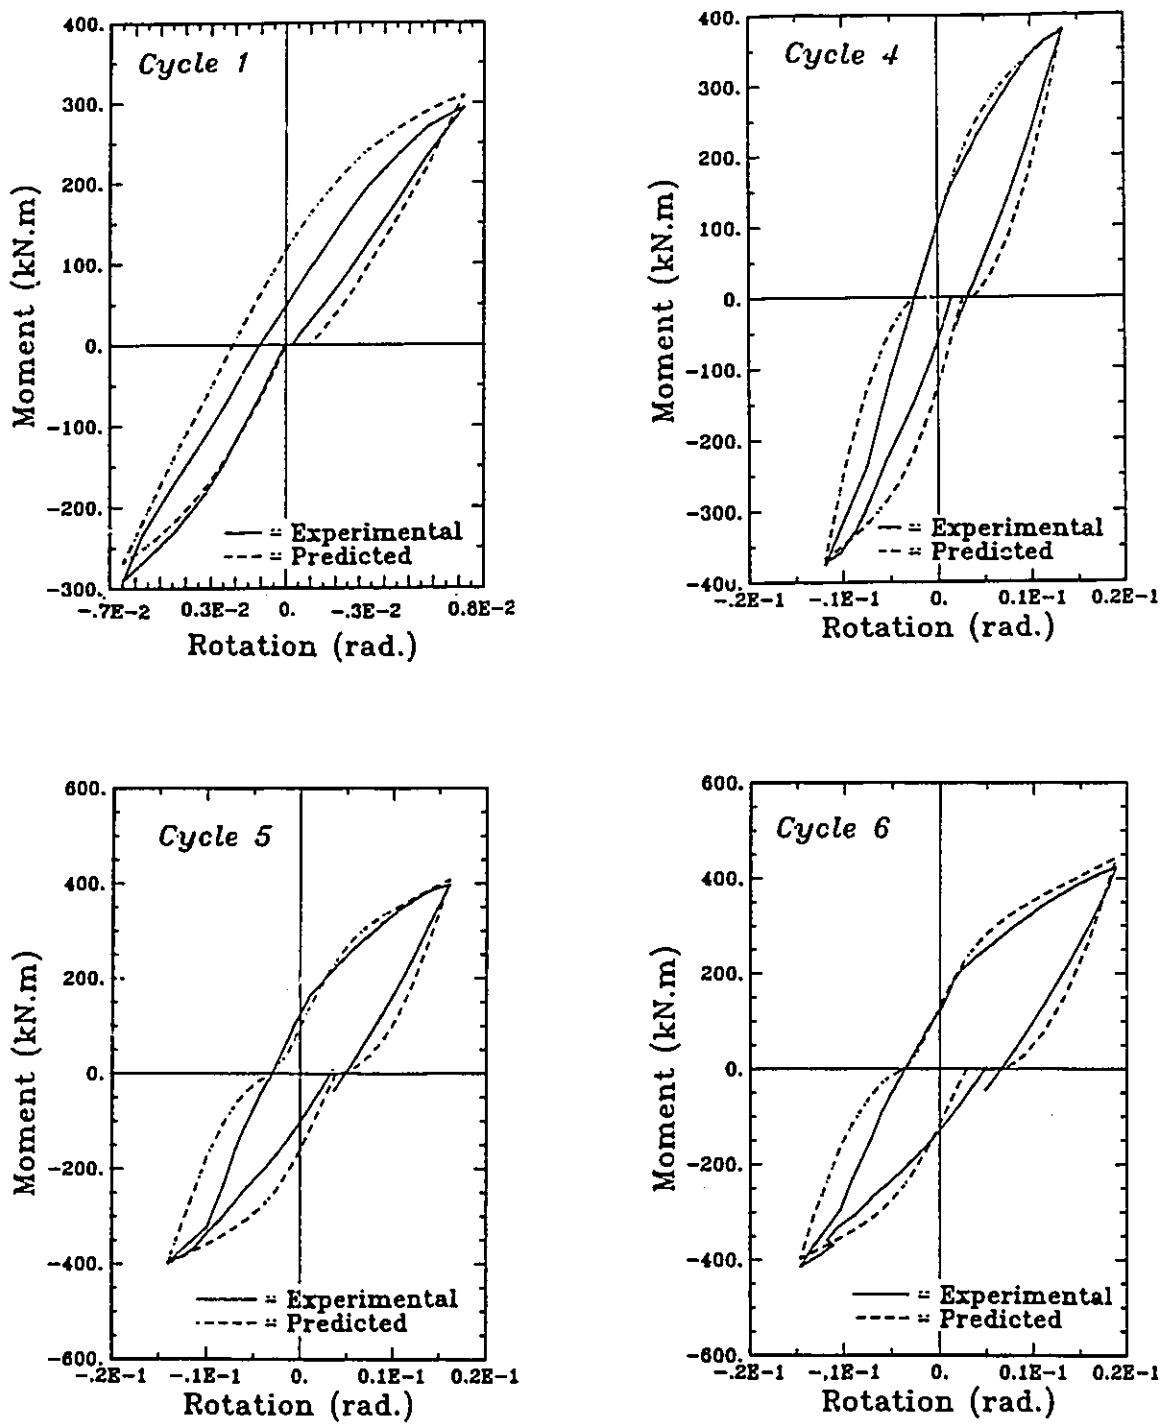 Cycle 1
400.
300.
200.
100.
0.
-100.
-200.
-300.
Moment (kN.m)
= Experimental
= Predicted
-.7E-2 0.3E-2 0. .3E-2 0.8E-2
Rotation (rad.)
Cycle 4
400.
300.
200.
100.
0.
-100.
-200.
-300.
-400.
Moment (kN.m)
= Experimental
= Predicted
-.2E-1 -.1E-1 0. 0.1E-1 0.2E-1
Rotation (rad.)
Cycle 5
600.
400.
200.
0.
-200.
-400.
-600.
Moment (kN.m)
= Experimental
= Predicted
-.2E-1 -.1E-1 0. 0.1E-1 0.2E-1
Rotation (rad.)
Cycle 6
600.
400.
200.
0.
-200.
-400.
-600.
Moment (kN.m)
= Experimental
= Predicted
-.2E-1 -.1E-1 0. 0.1E-1 0.2E-1
Rotation (rad.)